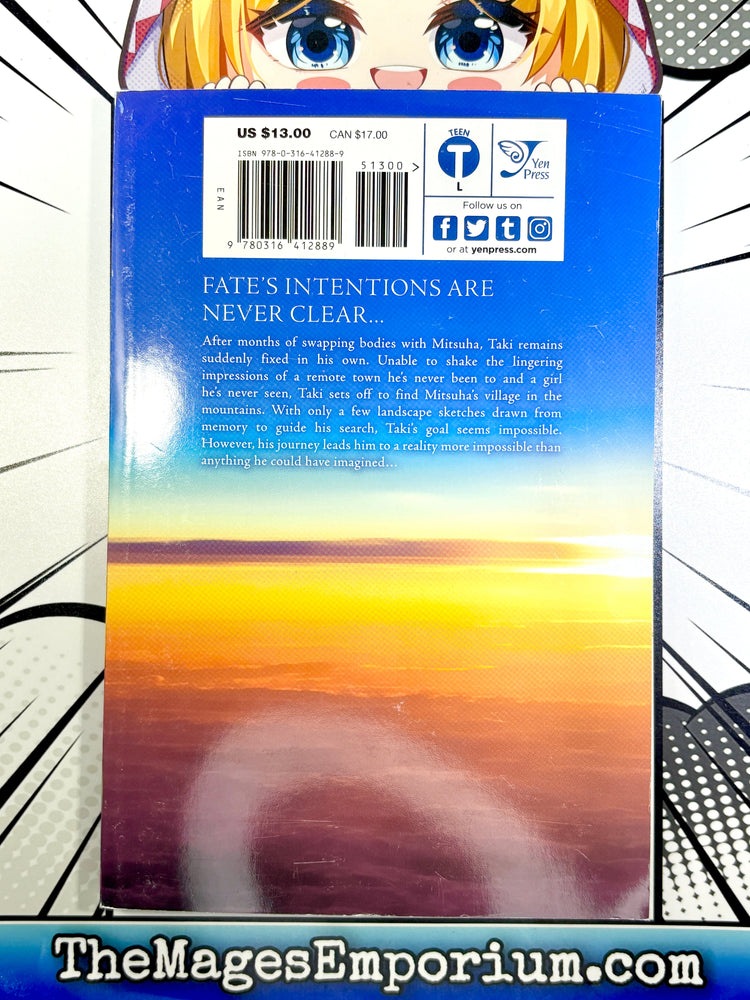 US $13.00 CAN $17.00
ISBN 978-0-316-41288-9
51300 >
EAN
9 780316 412889
TEEN
T
L
Yen
Press
Follow us on
f t
or at yenpress.com
FATE'S INTENTIONS ARE
NEVER CLEAR...
After months of swapping bodies with Mitsuha, Taki remains
suddenly fixed in his own. Unable to shake the lingering
impressions of a remote town he's never been to and a girl
he's never seen, Taki sets off to find Mitsuha's village in the
mountains. With only a few landscape sketches drawn from
memory to guide his search, Taki's goal seems impossible.
However, his journey leads him to a reality more impossible than
anything he could have imagined...
TheMagesEmporium.com